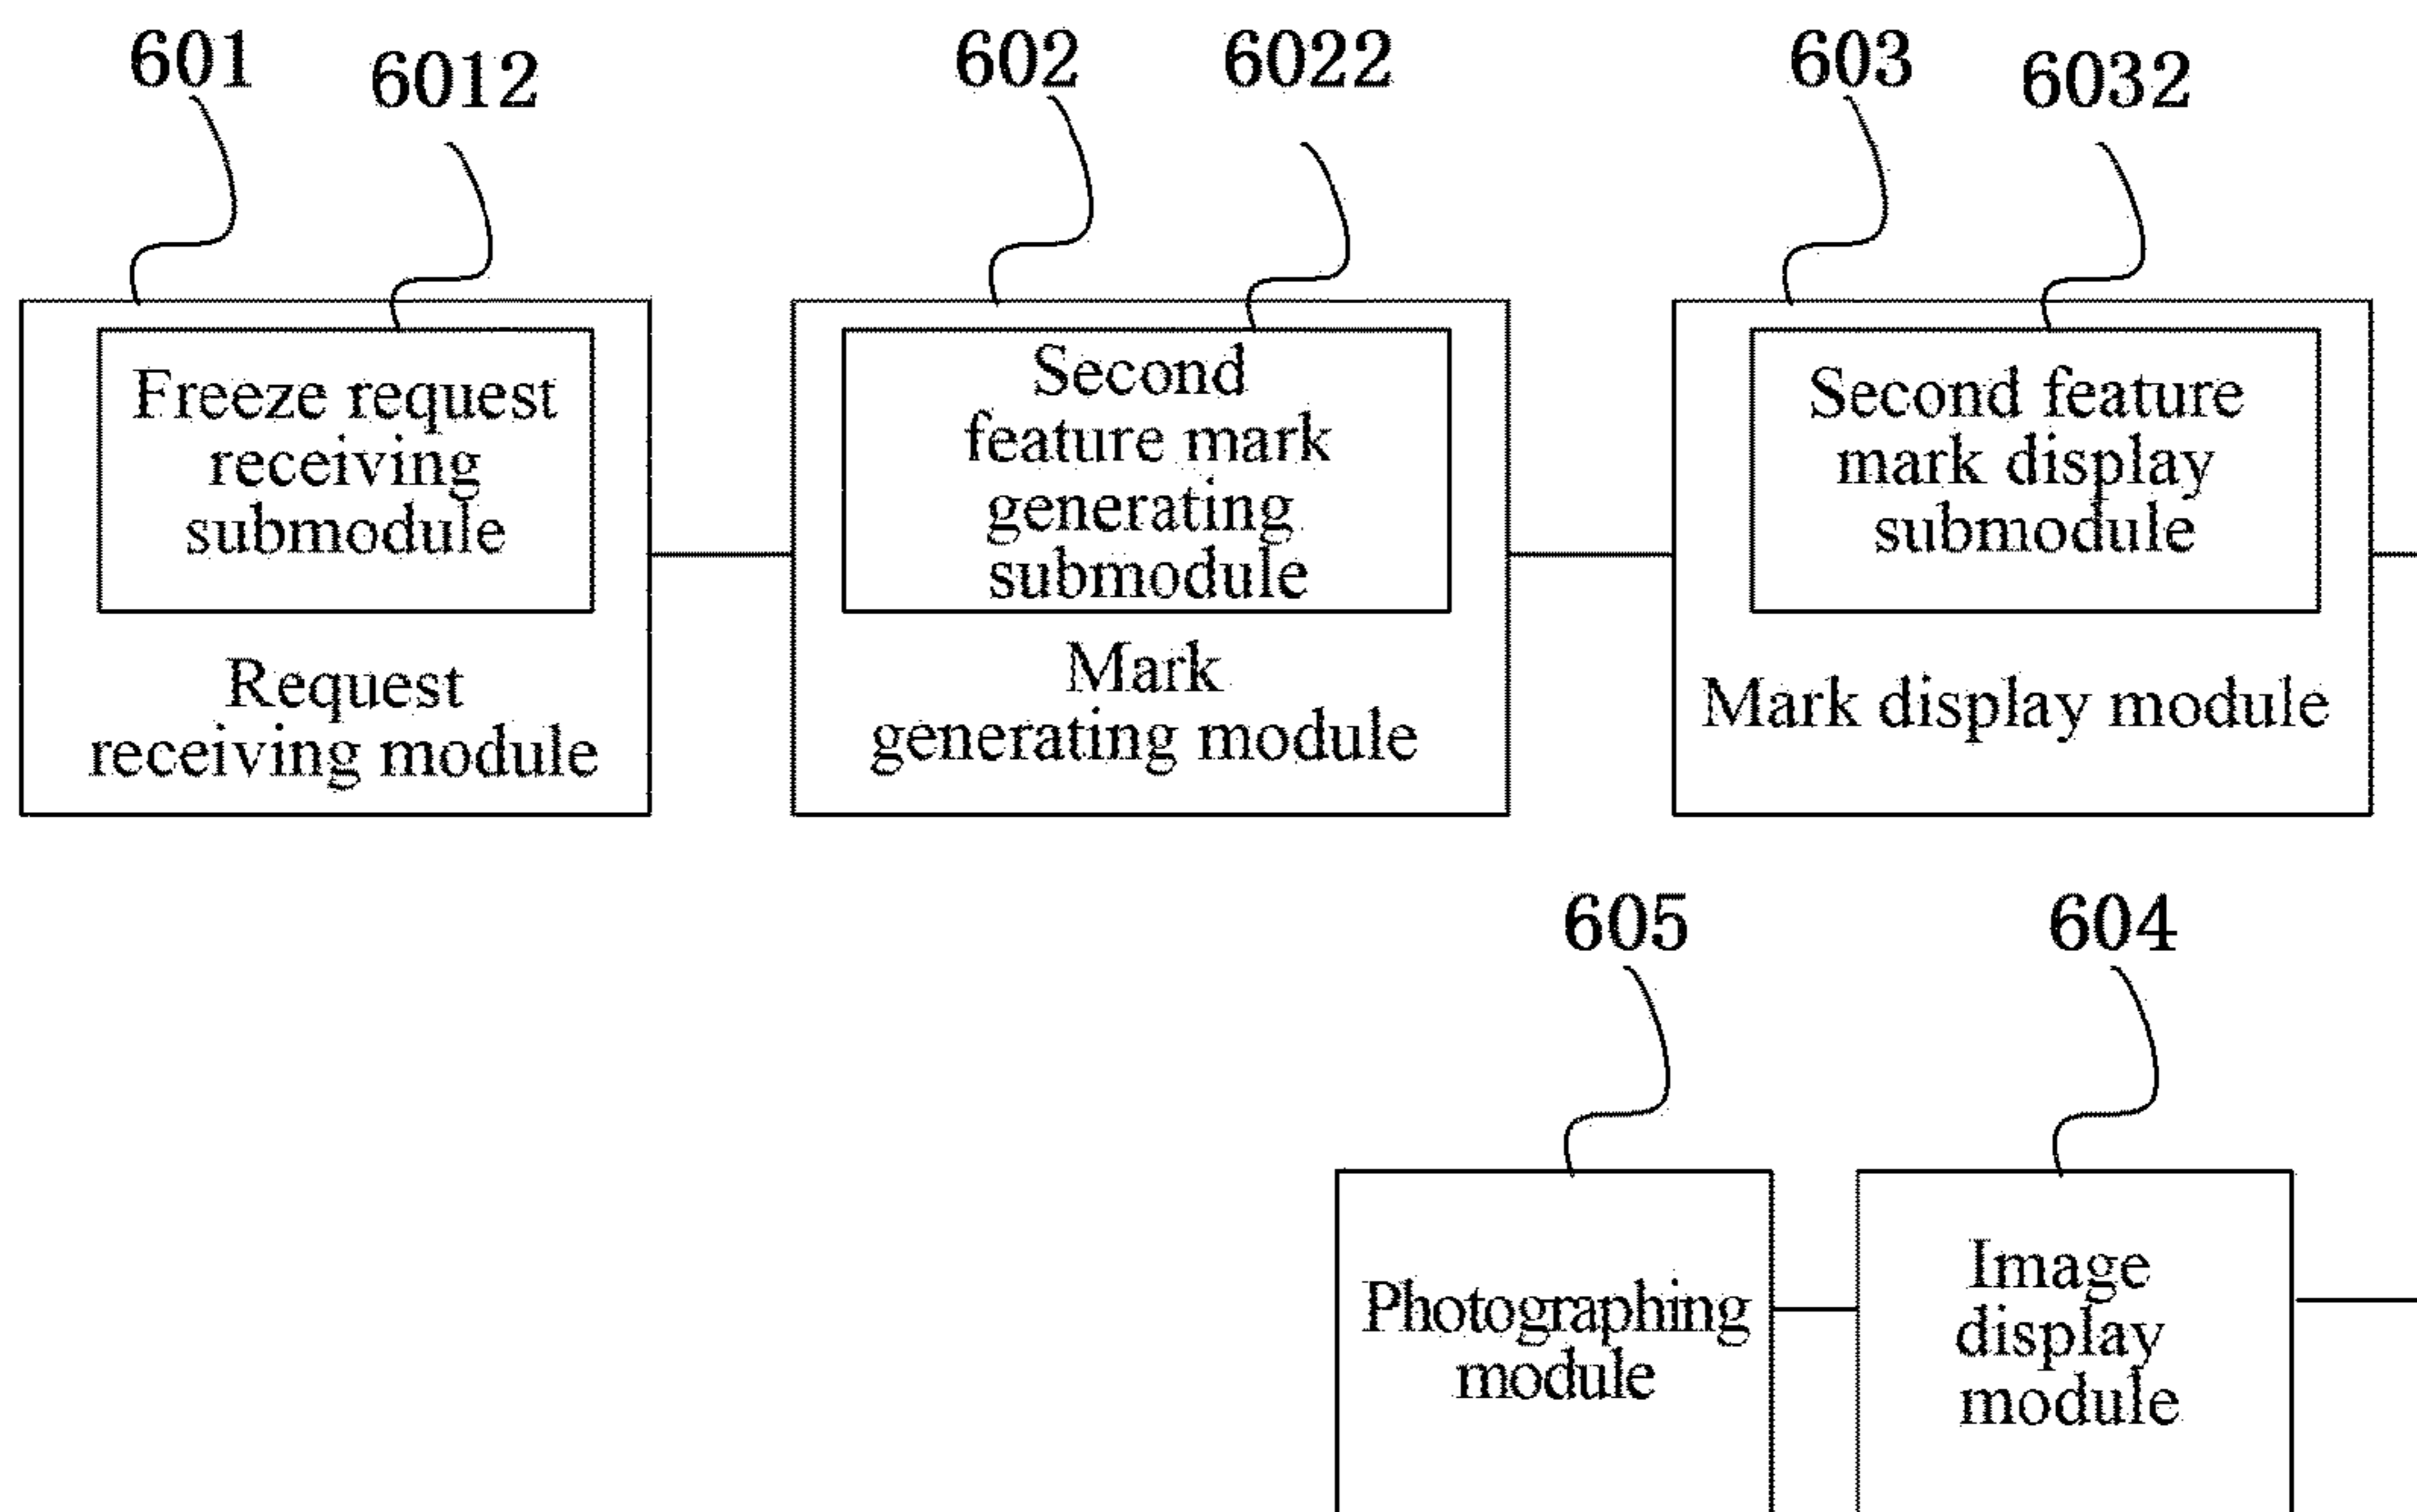 601
6012
602
6022
603
6032
Freeze request
receiving
submodule
Request
receiving module
Second
feature mark
generating
submodule
Mark
generating module
Second feature
mark display
submodule
Mark display module
605
604
Photographing
module
Image
display
module